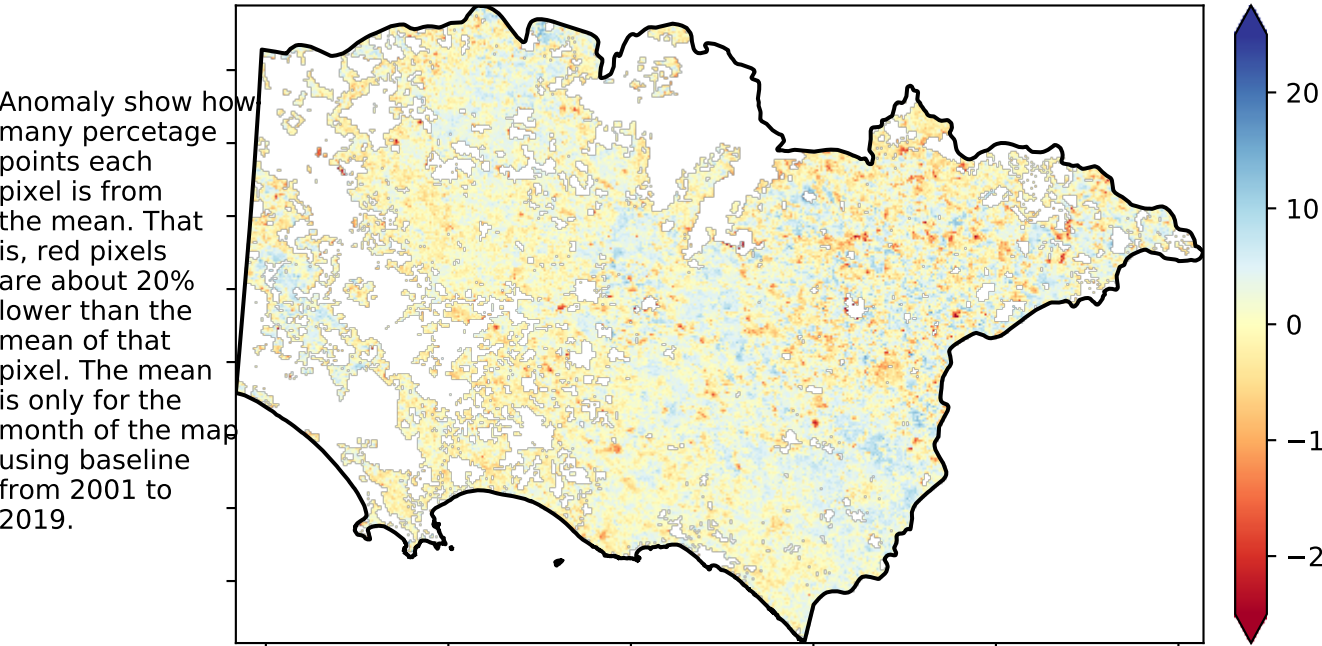 Anomaly show how
many percetage
points each
pixel is from
the mean. That
is, red pixels
are about 20%
lower than the
mean of that
pixel. The mean
is only for the
month of the map
using baseline
from 2001 to
2019.
20
10
0
−1
−2